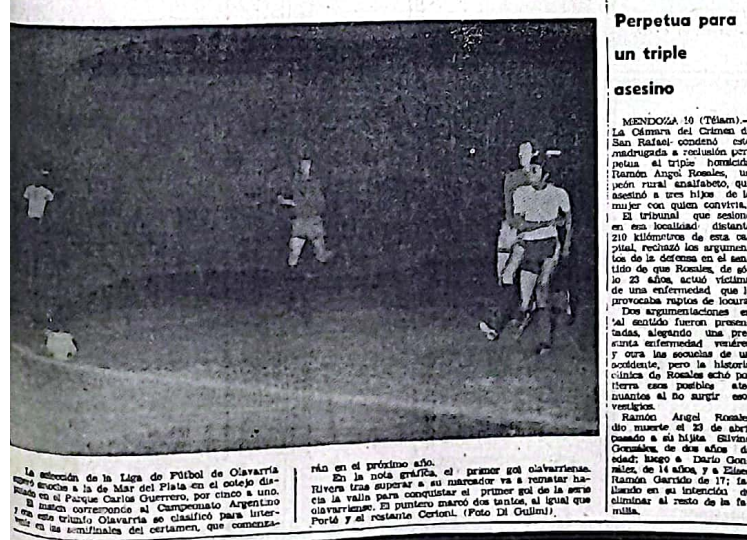 La selección de la Liga de Fútbol de Olavarría
superó anoche a la de Mar del Plata en el cotejo dis-
putado en el Parque Carlos Guerrero, por cinco a uno.
El match corresponde al Campeonato Argentino
y con este triunfo Olavarría se clasificó para inter-
venir en las semifinales del certamen, que comenza-
rán en el próximo año.
En la nota gráfica, el primer gol olavarriense.
Rivera tras superar a su marcador va a rematar ha-
cia la valla para conquistar el primer gol de la serie
olavarriense. El puntero marcó dos tantos, al igual que
Portó y el restante Cerioni. (Foto Di Gulimi).
Perpetua para
un triple
asesino
MENDOZA 10 (Télam).-
La Cámara del Crimen d
San Rafael condenó est
madrugada a reclusión per
petua al triple homicid
Ramón Angel Rosales, u
peón rural analfabeto, qu
asesinó a tres hijos de l
mujer con quien convivía.
El tribunal que sesion
en esa localidad distant
210 kilómetros de esta ca
pital, rechazó los argumen
tos de la defensa en el sen
tido de que Rosales, de só
lo 23 años, actuó víctima
de una enfermedad que l
provocaba raptos de locura
Dos argumentaciones e
tal sentido fueron presen
tadas, alegando una pre
sunta enfermedad venére
y otra las secuelas de u
accidente, pero la histori
clínica de Rosales echó po
tierra esos posibles ate
nuantes al no surgir eso
vestigios.
Ramón Angel Rosale
dio muerte el 23 de abri
pasado a su hijita Silvin
González, de dos años d
edad; luego a Darío Gon
zález, de 14 años, y a
Ramón Garrido de 17; fa
llando en su intención d
eliminar al resto de la fa
milia.